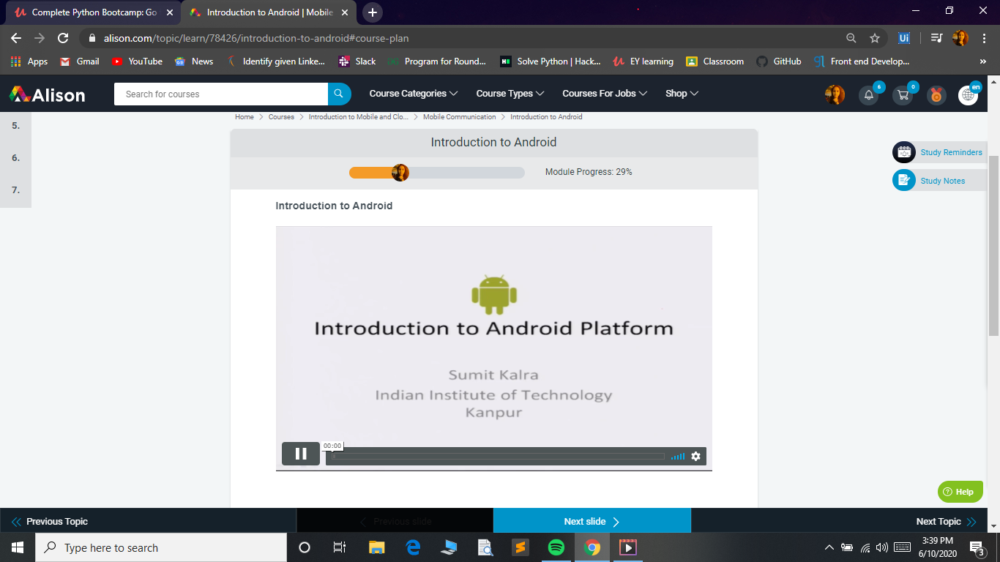 Complete Python Bootcamp: Go
Introduction to Android | Mobile
alison.com/topic/learn/78426/introduction-to-android#course-plan
Ui
Apps
Gmail
YouTube
News
Identify given Linke...
Slack
Program for Round...
Solve Python | Hack...
EY learning
Classroom
GitHub
Front end Develop...
»
Alison
Search for courses
Course Categories
Course Types
Courses For Jobs
Shop
6
0
en
Home > Courses > Introduction to Mobile and Clo... > Mobile Communication > Introduction to Android
5.
6.
7.
Introduction to Android
Module Progress: 29%
Study Reminders
Study Notes
Introduction to Android
Introduction to Android Platform
Sumit Kalra
Indian Institute of Technology
Kanpur
00:00
Help
Previous Topic
Previous slide
Next slide
Next Topic
Type here to search
3:39 PM
6/10/2020
3